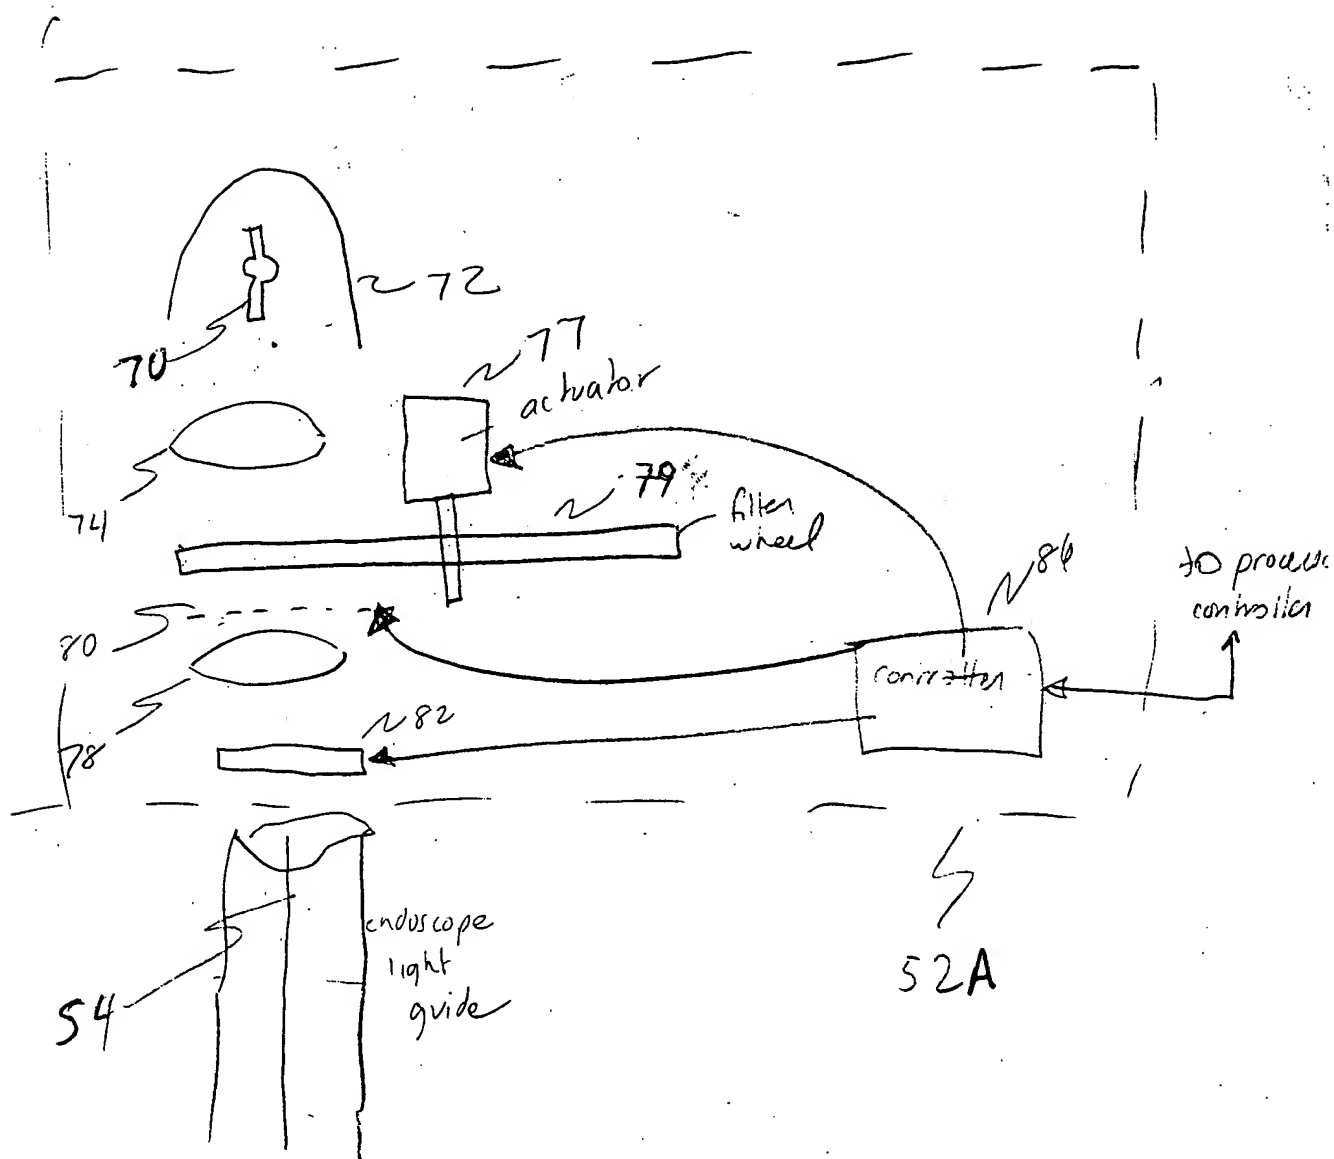 72
77
actuator
70
79
filter
wheel
74
86
to process
controller
80
controller
82
78
endoscope
light
guide
52A
54